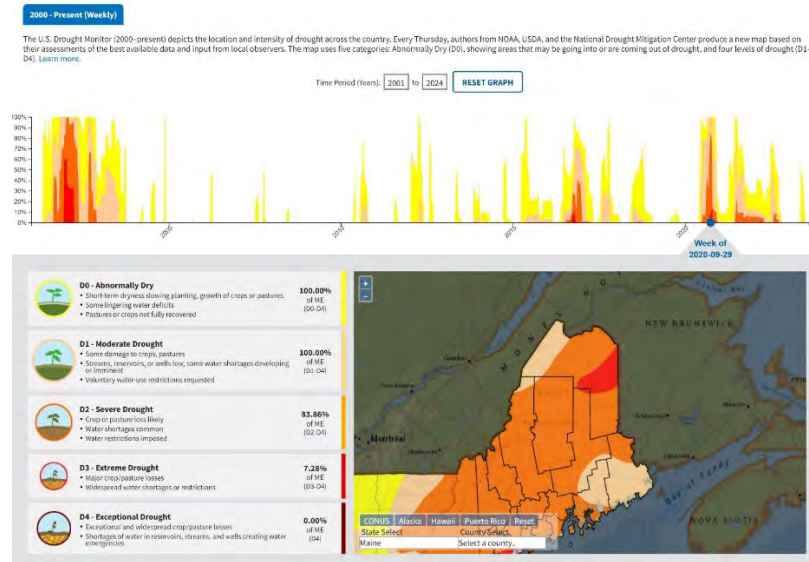 2000 - Present (Weekly)
The U.S. Drought Monitor (2000–present) depicts the location and intensity of drought across the country. Every Thursday, authors from NOAA, USDA, and the National Drought Mitigation Center produce a new map based on
their assessments of the best available data and input from local observers. The map uses five categories: Abnormally Dry (D0), showing areas that may be going into or are coming out of drought, and four levels of drought (D1-
D4). Learn more.
Time Period (Years): 2001 to 2024 RESET GRAPH
100%
90%
80%
70%
60%
50%
40%
30%
20%
10%
0%
2005 2010 2015 2020
Week of
2020-09-29
D0 - Abnormally Dry
• Short-term dryness slowing planting, growth of crops or pastures.
• Some lingering water deficits
• Pastures or crops not fully recovered
100.00%
of ME
(D0-D4)
D1 - Moderate Drought
• Some damage to crops, pastures
• Streams, reservoirs, or wells low, some water shortages developing
or imminent
• Voluntary water-use restrictions requested
100.00%
of ME
(D1-D4)
D2 - Severe Drought
• Crop or pasture loss likely
• Water shortages common
• Water restrictions imposed
83.86%
of ME
(D2-D4)
D3 - Extreme Drought
• Major crop/pasture losses
• Widespread water shortages or restrictions
7.28%
of ME
(D3-D4)
D4 - Exceptional Drought
• Exceptional and widespread crop/pasture losses
• Shortages of water in reservoirs, streams, and wells creating water
emergencies
0.00%
of ME
(D4)
+
–
NEW BRUNSWICK
Montréal
Bay of Fundy
NOVA SCOTIA
CONUS Alaska Hawaii Puerto Rico Reset
State Select County Select
Maine Select a county..